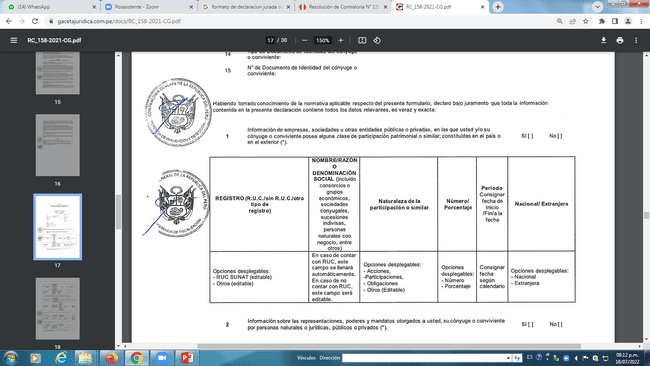 (14) WhatsApp
Posasistente - Zoom
formato de declaracion jurada de
Resolución de Contraloría N° 158
RC_158-2021-CG.pdf
gacetajuridica.com.pe/docs/RC_158-2021-CG.pdf
RC_158-2021-CG.pdf
17 / 30
150%
14
Tipo de Documento de Identidad del cónyuge
o conviviente:
15
N° de Documento de Identidad del cónyuge o
conviviente:
15
Habiendo tomado conocimiento de la normativa aplicable respecto del presente formulario, declaro bajo juramento que toda la información
contenida en la presente declaración contiene todos los datos relevantes, es veraz y exacta:
1
Información de empresas, sociedades u otras entidades públicas o privadas, en las que usted y/o su
cónyuge o conviviente posea alguna clase de participación patrimonial o similar; constituidas en el país o
en el exterior (*).
SI [ ]
No [ ]
16
REGISTRO (R.U.C./sin R.U.C./otro
tipo de
registro)
NOMBRE/RAZÓN
O
DENOMINACIÓN
SOCIAL (incluido
consorcios o
grupos
económicos,
sociedades
conyugales,
sucesiones
indivisas,
personas
naturales con
negocio, entre
otros)
Naturaleza de la
participación o similar
Número/
Porcentaje
Periodo
Consignar
fecha de
Inicio
/Fin/a la
fecha
Nacional/ Extranjera
Opciones desplegables:
- RUC SUNAT (editable)
- Otros (editable)
En caso de contar
con RUC, este
campo se llenará
automáticamente.
En caso de no
contar con RUC,
este campo será
editable.
Opciones desplegables:
- Acciones,
-Participaciones,
- Obligaciones
- Otros (Editable)
Opciones
desplegables:
- Número
- Porcentaje
Consignar
fecha
según
calendario
Opciones desplegables:
- Nacional
- Extranjera
17
2
Información sobre las representaciones, poderes y mandatos otorgados a usted, su cónyuge o conviviente
por personas naturales o jurídicas, públicos o privados (*).
SI [ ]
No [ ]
18
Vínculos
Dirección
ES
08:12 p.m.
18/07/2022